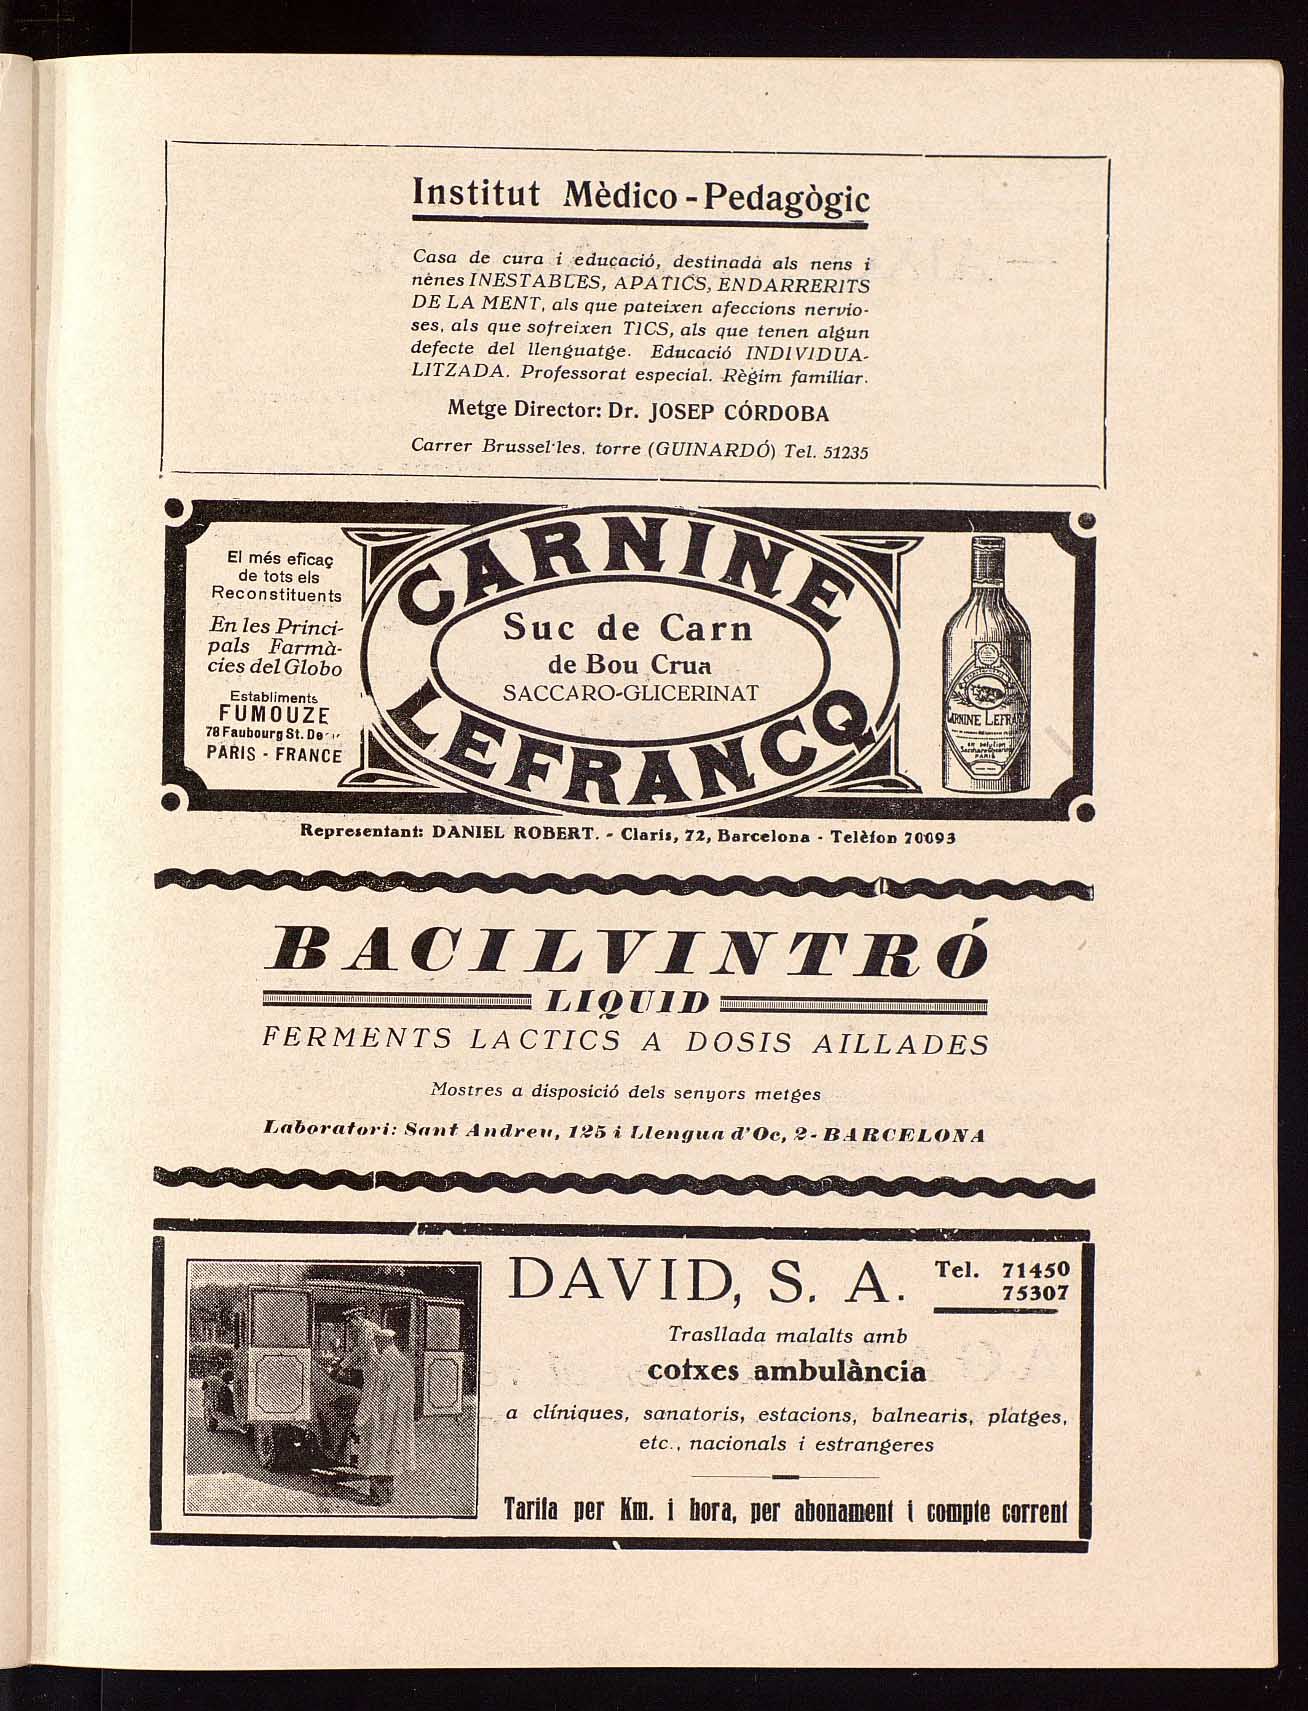 Institut Mèdico-Pedagògic
Casa de cura i educació, destinada als nens i
nènes INESTABLES, APATICS, ENDARRERITS
DE LA MENT, als que pateixen afeccions nervio-
ses, als que sofreixen TICS, als que tenen algun
defecte del llenguatge. Educació INDIVIDUA-
LITZADA. Professorat especial. Règim familiar.
Metge Director: Dr. JOSEP CÓRDOBA
Carrer Brussel·les, torre (GUINARDÓ) Tel. 51235
El més eficaç
de tots els
Reconstituents
En les Princi-
pals Farmà-
cies del Globo
Establiments
FUMOUZE
78 Faubourg St.
PARIS - FRANCE
CARNINE
Suc de Carn
de Bou Crua
SACCARO-GLICERINAT
LEFRANCQ
CARNINE LEFRANCQ
PARIS
Representant: DANIEL ROBERT. - Claris, 72, Barcelona - Telèfon 70093
BACILVINTRÓ
LIQUID
FERMENTS LACTICS A DOSIS AILLADES
Mostres a disposició dels senyors metges
Laboratori: Sant Andreu, 125 i Llengua d'Oc, 2 - BARCELONA
DAVID, S. A.
Tel. 71450
75307
Trasllada malalts amb
cotxes ambulància
a clíniques, sanatoris, estacions, balnearis, platges,
etc., nacionals i estrangeres
Tarifa per Km. i hora, per abonament i compte corrent